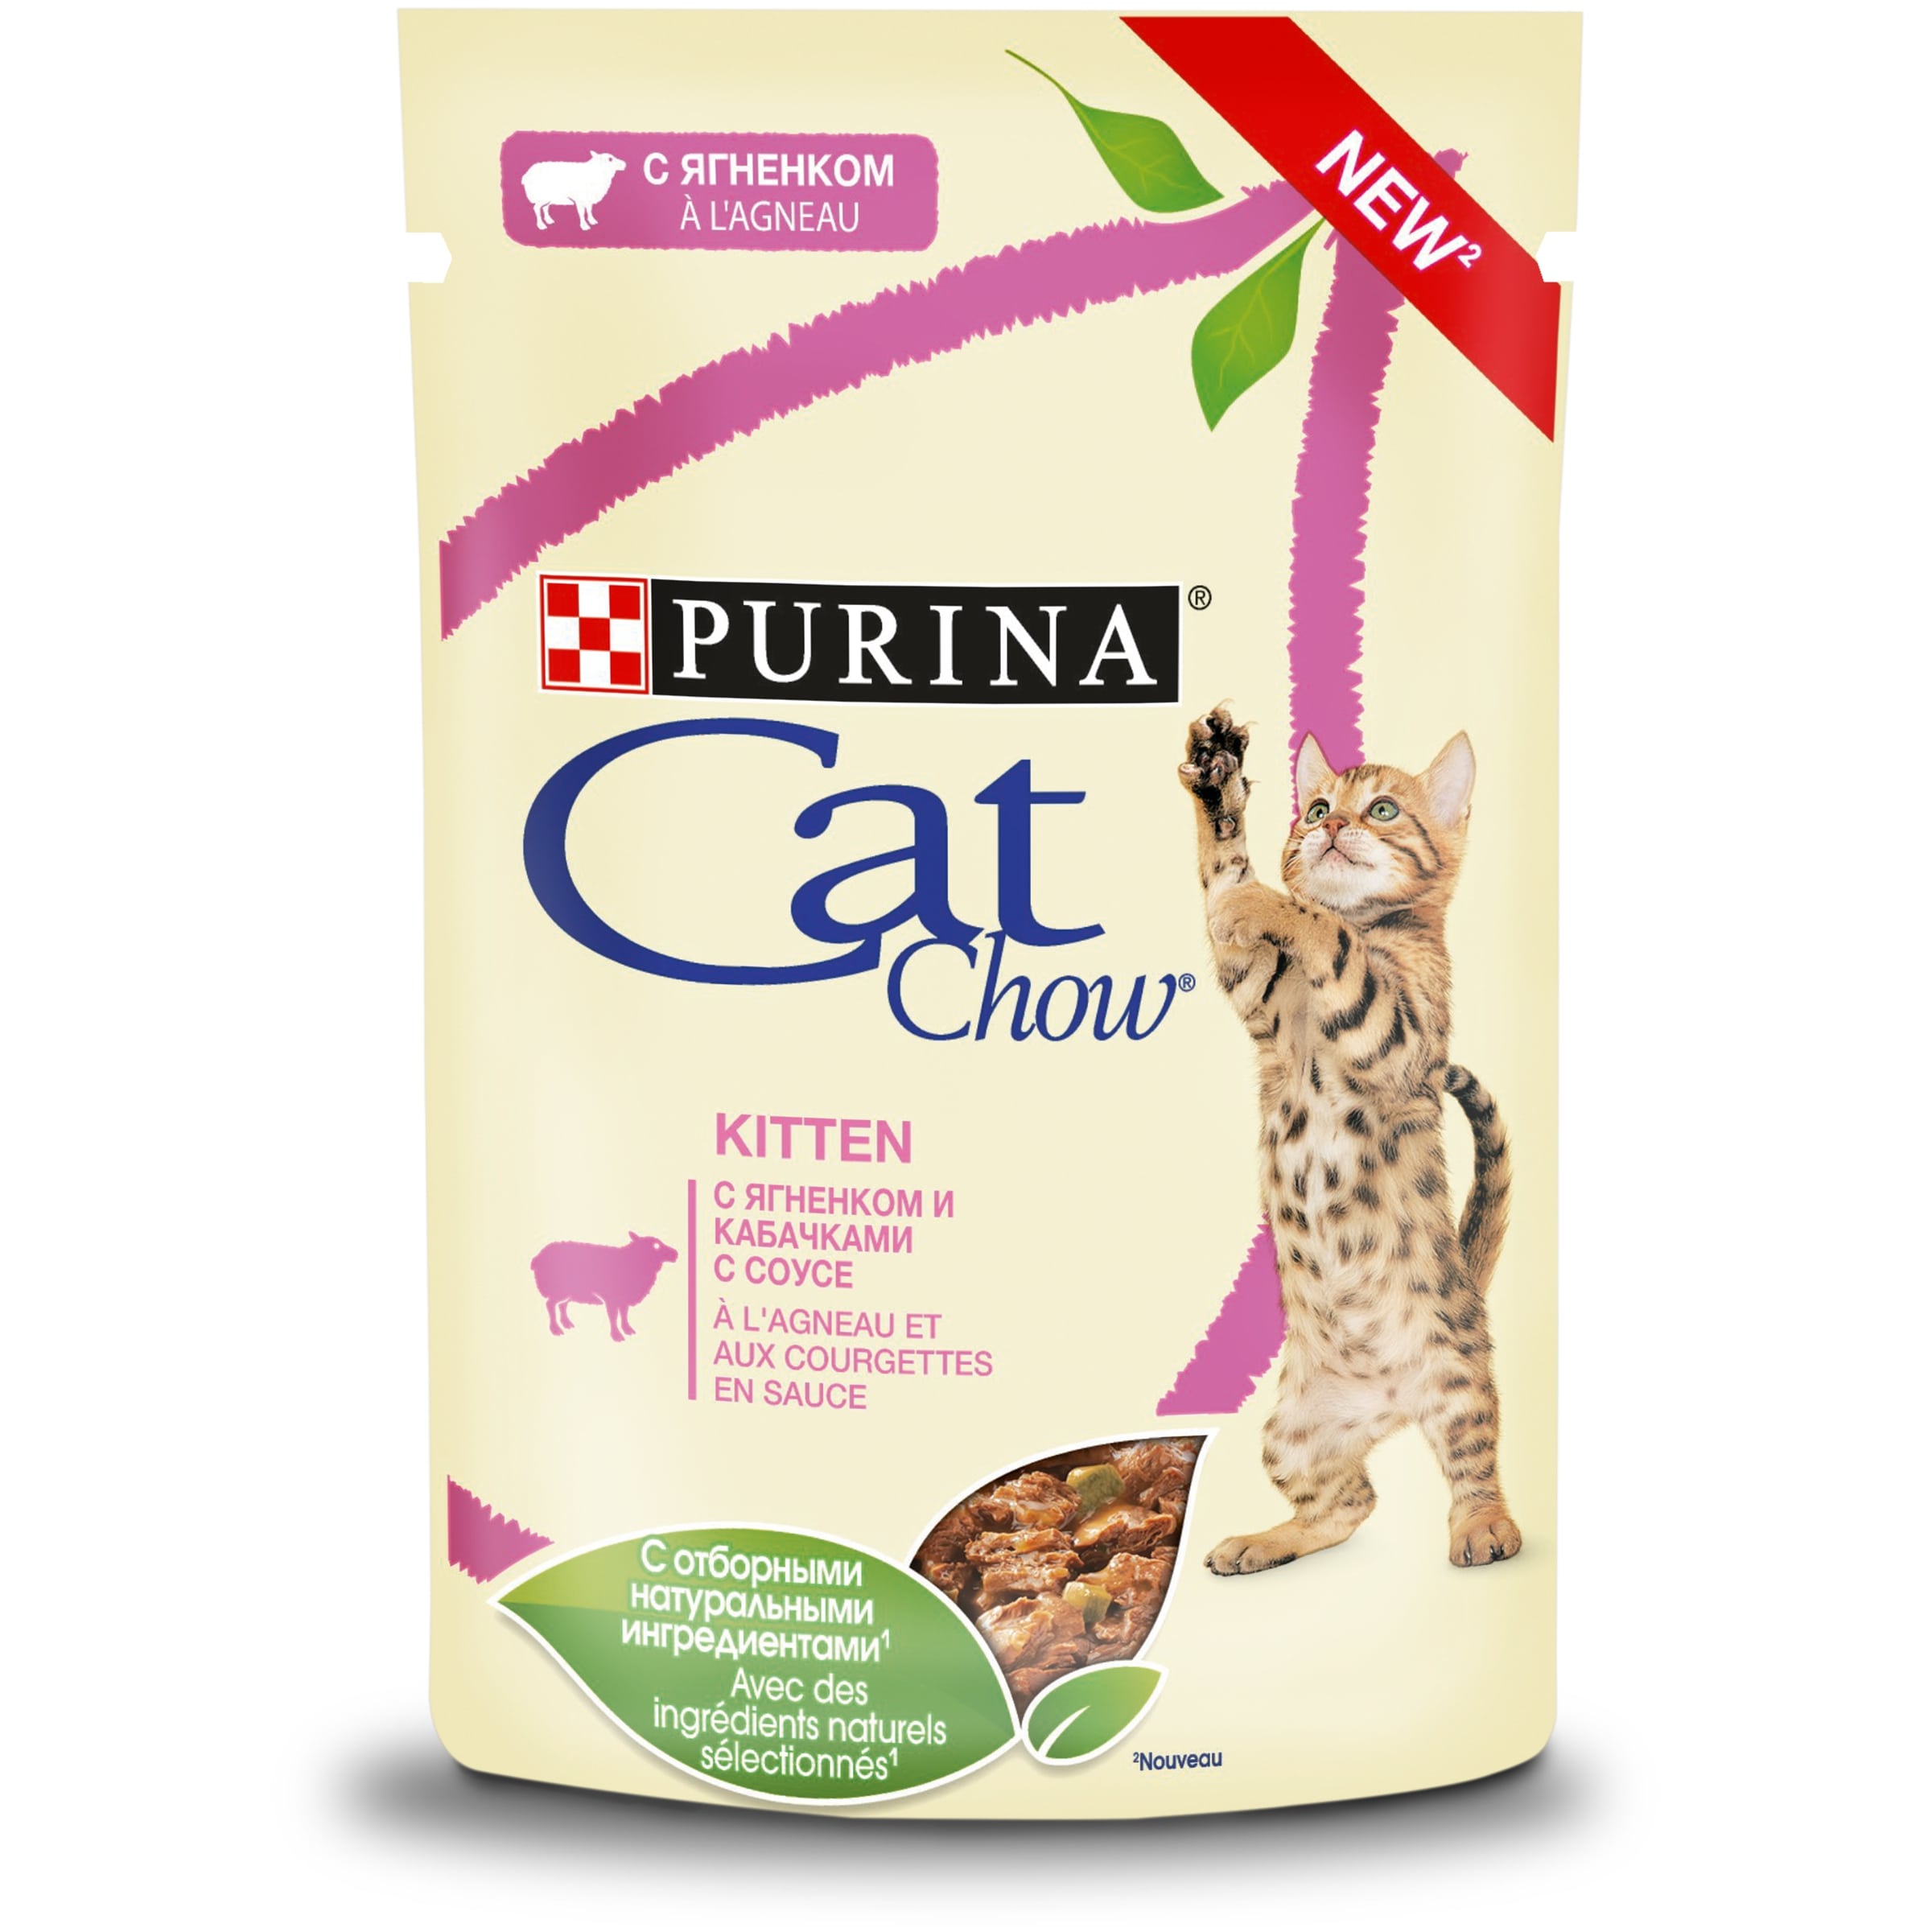 С ЯГНЕНКОМ
À L'AGNEAU
NEW²
PURINA®
Cat
Chow®
KITTEN
С ЯГНЕНКОМ И
КАБАЧКАМИ
С СОУСЕ
À L'AGNEAU ET
AUX COURGETTES
EN SAUCE
С отборными
натуральными
ингредиентами¹
Avec des
ingrédients naturels
sélectionnés¹
²Nouveau